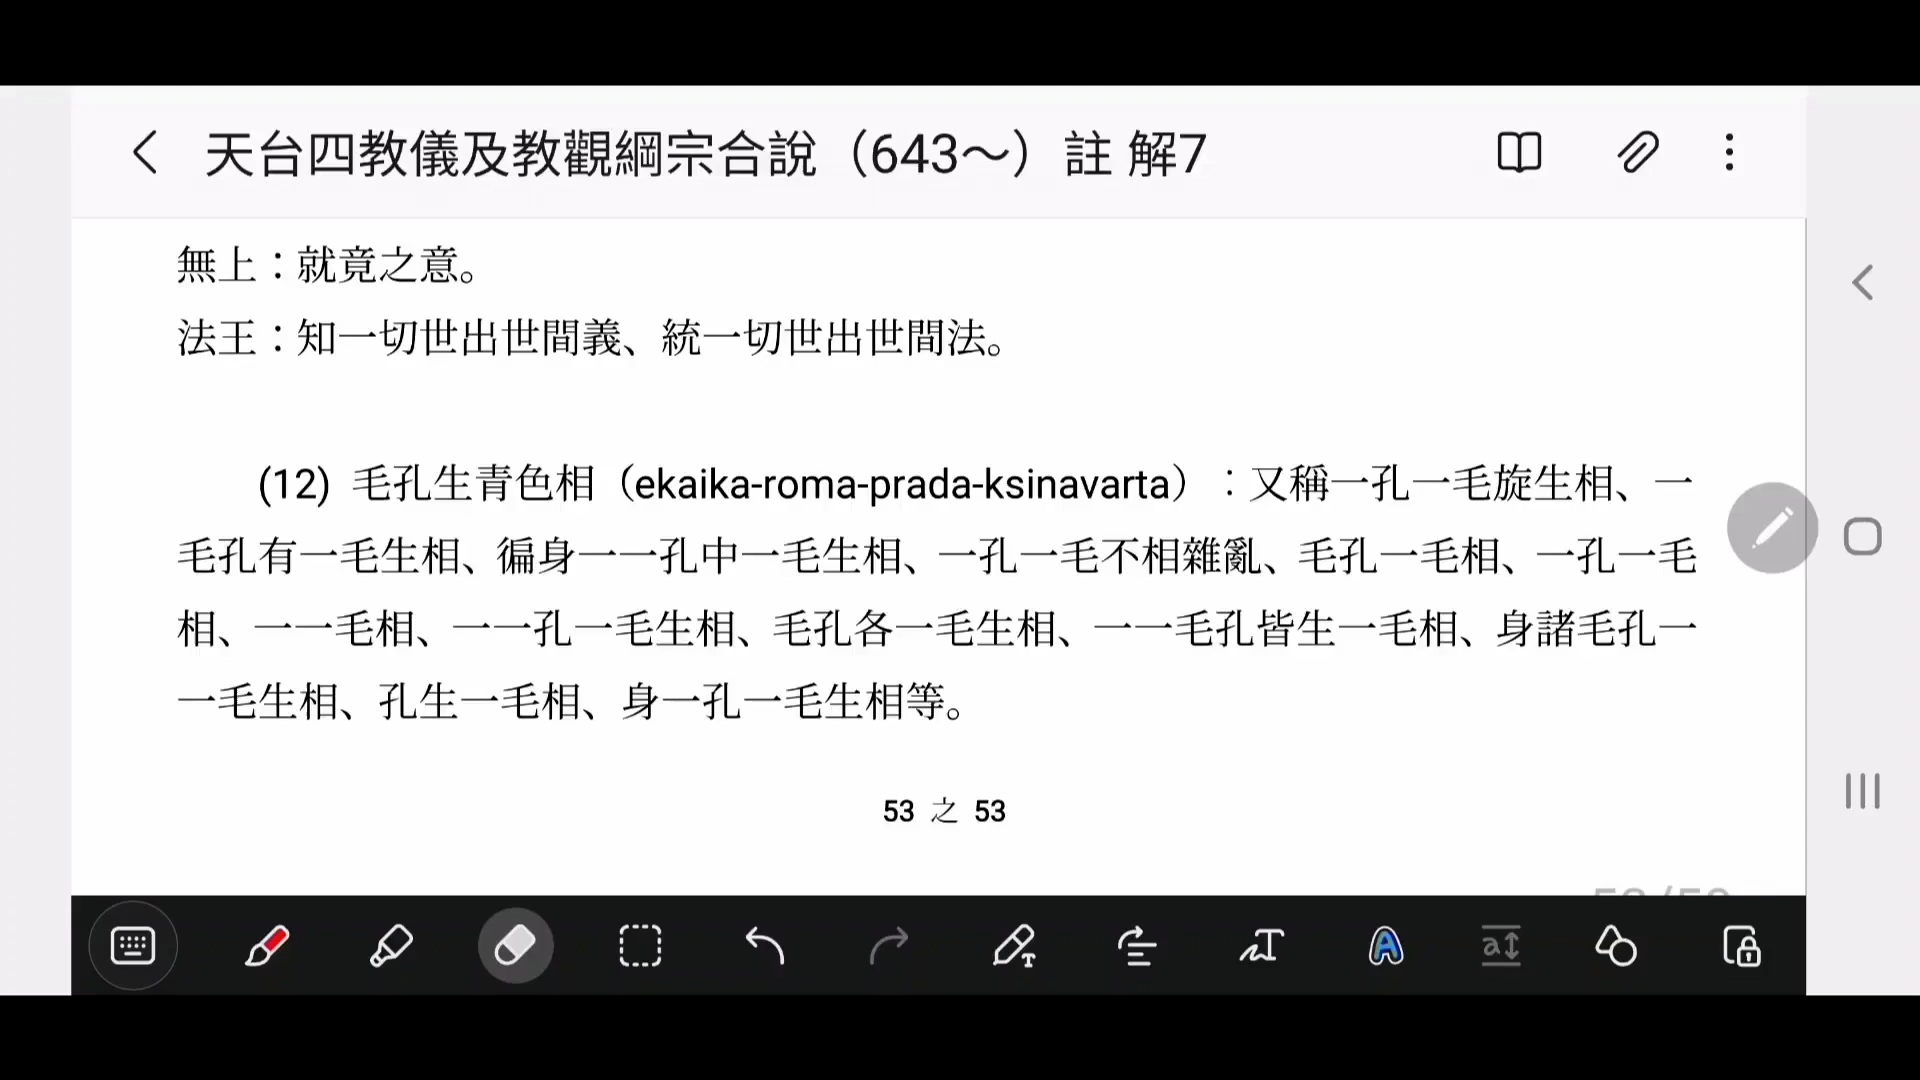 天台四教儀及教觀綱宗合說（643～）註 解7
無上：就竟之意。
法王：知一切世出世間義、統一切世出世間法。
(12) 毛孔生青色相（ekaika-roma-prada-ksinavarta）：又稱一孔一毛旋生相、一
毛孔有一毛生相、徧身一一孔中一毛生相、一孔一毛不相雜亂、毛孔一毛相、一孔一毛
相、一一毛相、一一孔一毛生相、毛孔各一毛生相、一一毛孔皆生一毛相、身諸毛孔一
一毛生相、孔生一毛相、身一孔一毛生相等。
53 之 53